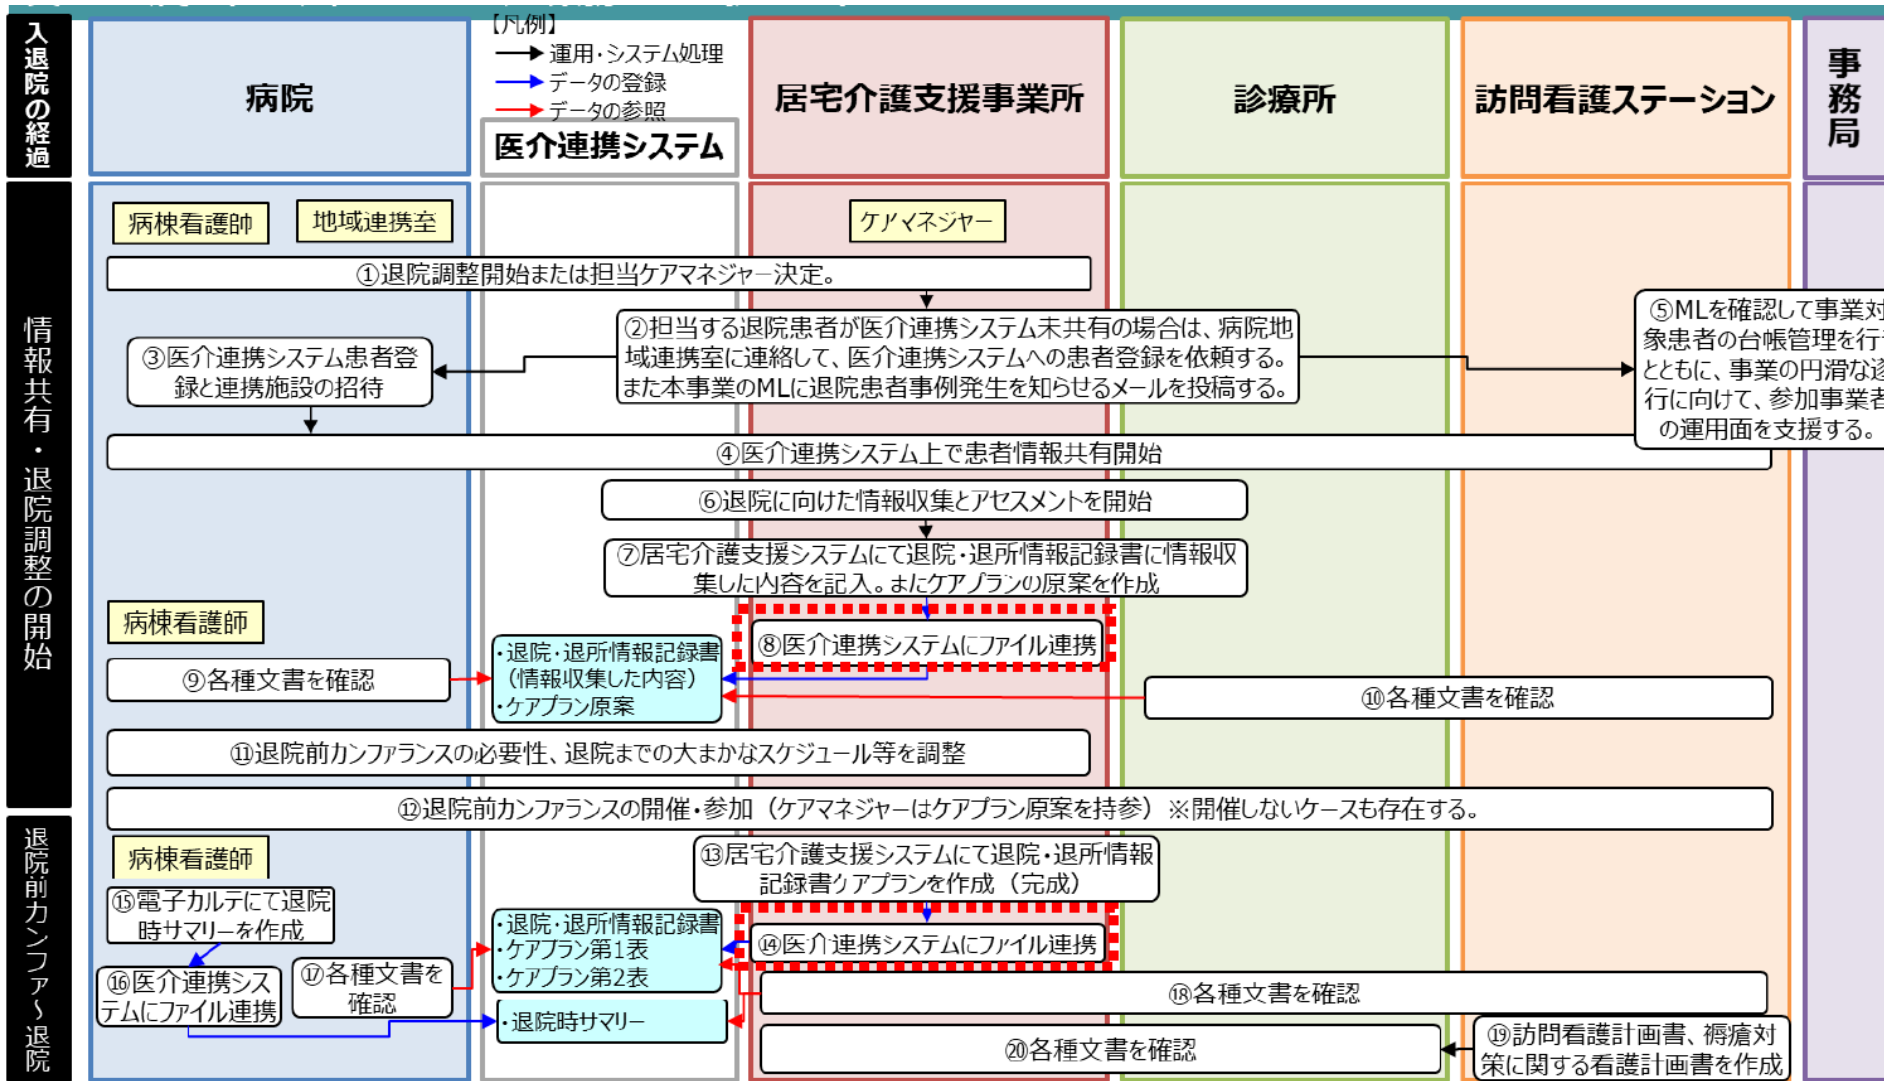 入退院の経過
病院
【凡例】
運用・システム処理
データの登録
データの参照
医介連携システム
居宅介護支援事業所
診療所
訪問看護ステーション
事務局
情報共有・退院調整の開始
病棟看護師
地域連携室
ケアマネジャー
①退院調整開始または担当ケアマネジャー決定。
②担当する退院患者が医介連携システム未共有の場合は、病院地
域連携室に連絡して、医介連携システムへの患者登録を依頼する。
また本事業のMLに退院患者事例発生を知らせるメールを投稿する。
③医介連携システム患者登
録と連携施設の招待
⑤MLを確認して事業対
象患者の台帳管理を行う
とともに、事業の円滑な遂
行に向けて、参加事業者
の運用面を支援する。
④医介連携システム上で患者情報共有開始
⑥退院に向けた情報収集とアセスメントを開始
⑦居宅介護支援システムにて退院・退所情報記録書に情報収
集した内容を記入。またケアプランの原案を作成
病棟看護師
⑧医介連携システムにファイル連携
・退院・退所情報記録書
（情報収集した内容）
・ケアプラン原案
⑨各種文書を確認
⑩各種文書を確認
⑪退院前カンファランスの必要性、退院までの大まかなスケジュール等を調整
⑫退院前カンファランスの開催・参加（ケアマネジャーはケアプラン原案を持参）※開催しないケースも存在する。
退院前カンファ～退院
病棟看護師
⑬居宅介護支援システムにて退院・退所情報
記録書ケアプランを作成（完成）
⑮電子カルテにて退院
時サマリーを作成
・退院・退所情報記録書
・ケアプラン第1表
・ケアプラン第2表
⑭医介連携システムにファイル連携
⑯医介連携シス
テムにファイル連携
⑰各種文書を
確認
⑱各種文書を確認
・退院時サマリー
⑲訪問看護計画書、褥瘡対
策に関する看護計画書を作成
⑳各種文書を確認